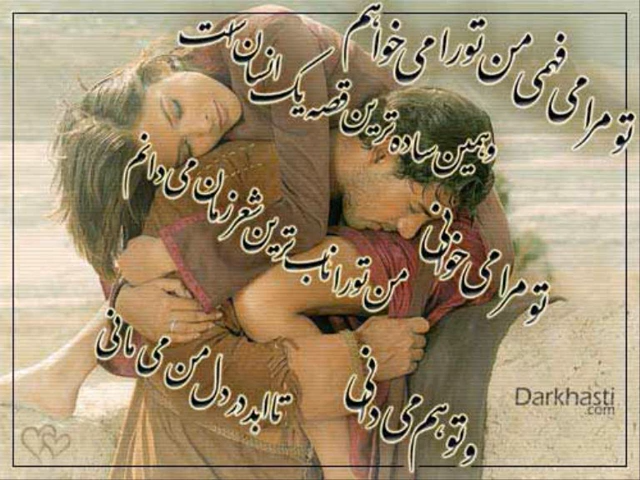 تو مرا می فهمی من تو را می خواهم
و همین ساده ترین قصه یک انسان است
تو مرا می خوانی
من تو را ناب ترین شعر زمان می دانم
و تو هم می دانی
تا ابد در دل من می مانی
Darkhasti
.com